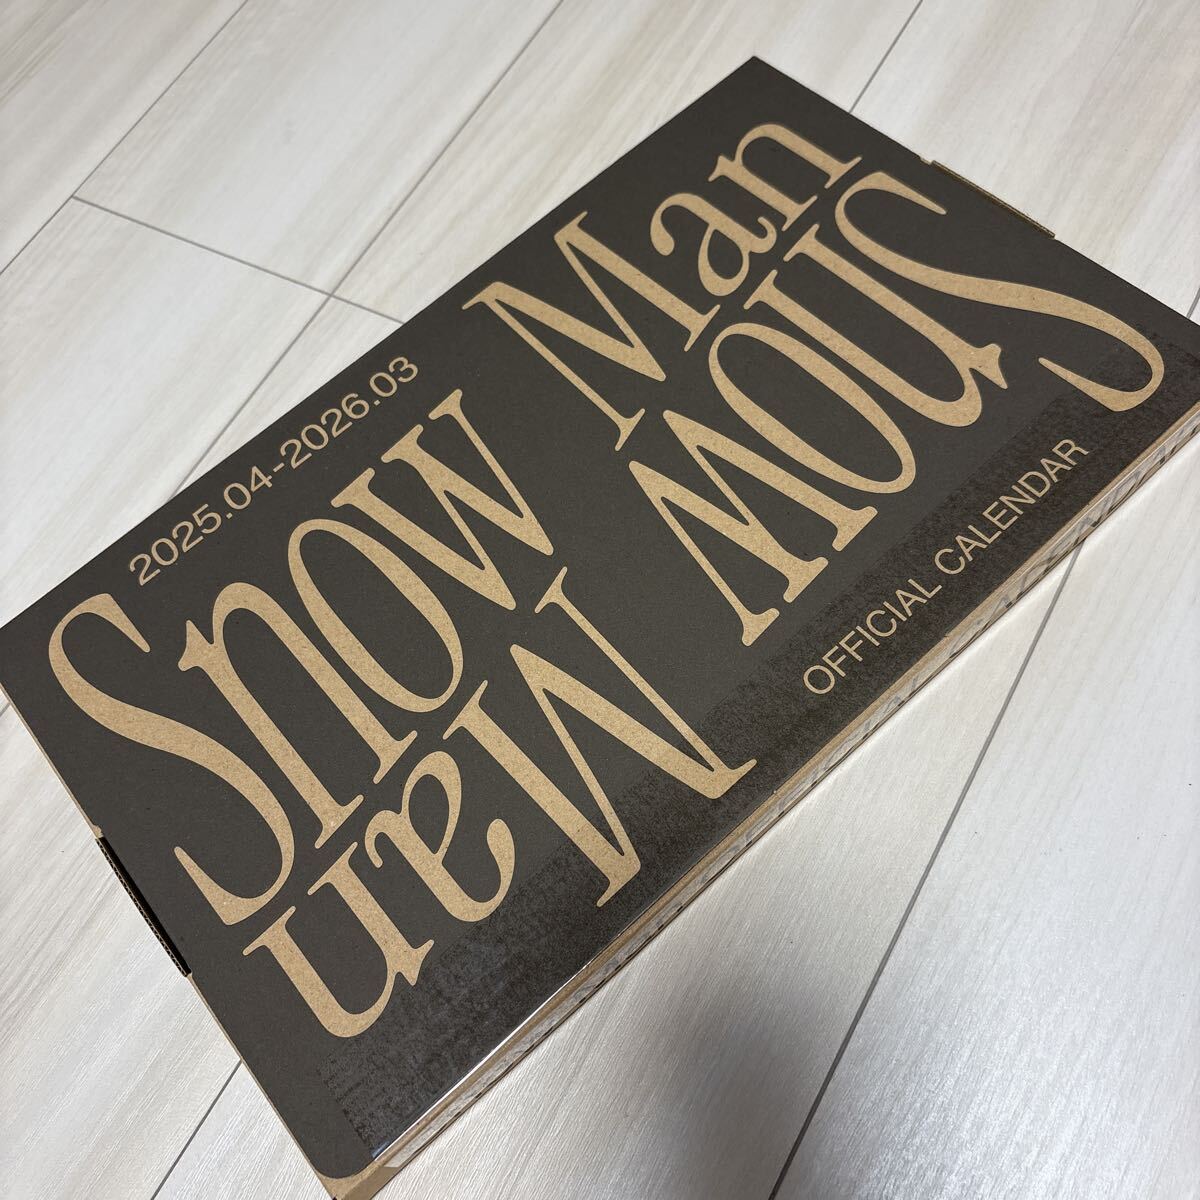 2025.04-2026.03
Snow Man
Snow Man
OFFICIAL CALENDAR